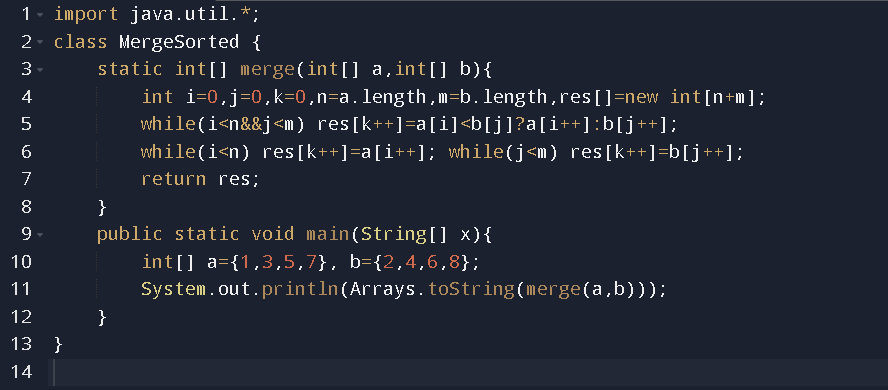 1 import java.util.*;
2 class MergeSorted {
3     static int[] merge(int[] a,int[] b){
4         int i=0,j=0,k=0,n=a.length,m=b.length,res[]=new int[n+m];
5         while(i<n&&j<m) res[k++]=a[i]<b[j]?a[i++]:b[j++];
6         while(i<n) res[k++]=a[i++]; while(j<m) res[k++]=b[j++];
7         return res;
8     }
9     public static void main(String[] x){
10         int[] a={1,3,5,7}, b={2,4,6,8};
11         System.out.println(Arrays.toString(merge(a,b)));
12     }
13 }
14